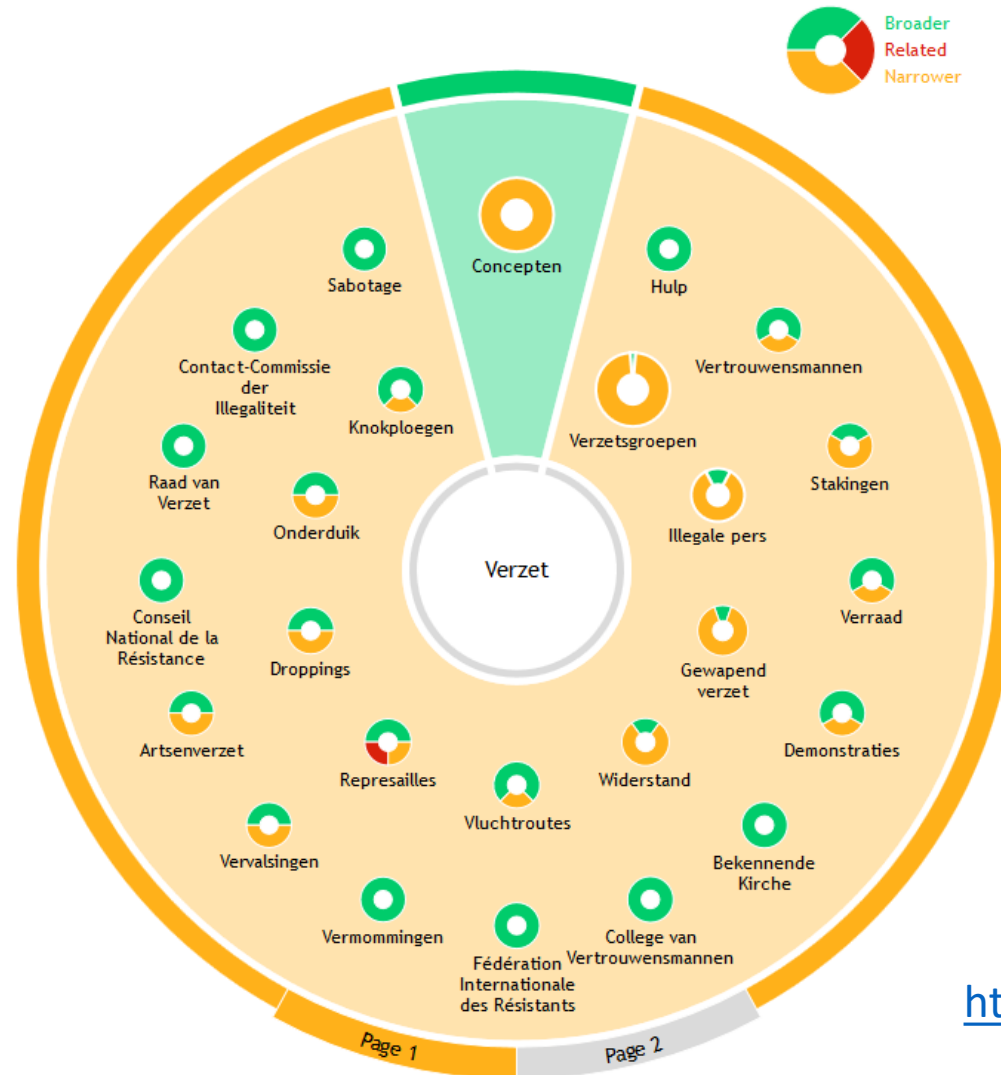 Broader
Related
Narrower
Concepten
Sabotage
Hulp
Contact-Commissie
der
Illegaliteit
Vertrouwensmannen
Knokploegen
Verzetsgroepen
Raad van
Verzet
Stakingen
Onderduik
Illegale pers
Verzet
Conseil
National de la
Résistance
Verraad
Droppings
Gewapend
verzet
Artsenverzet
Demonstraties
Represailles
Widerstand
Vluchtroutes
Vervalsingen
Bekennende
Kirche
Vermommingen
College van
Vertrouwensmannen
Fédération
Internationale
des Résistants
ht
Page 1
Page 2